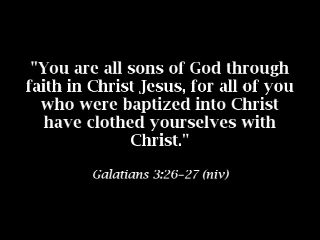 "You are all sons of God through
faith in Christ Jesus, for all of you
who were baptized into Christ
have clothed yourselves with
Christ."
Galatians 3:26-27 (niv)